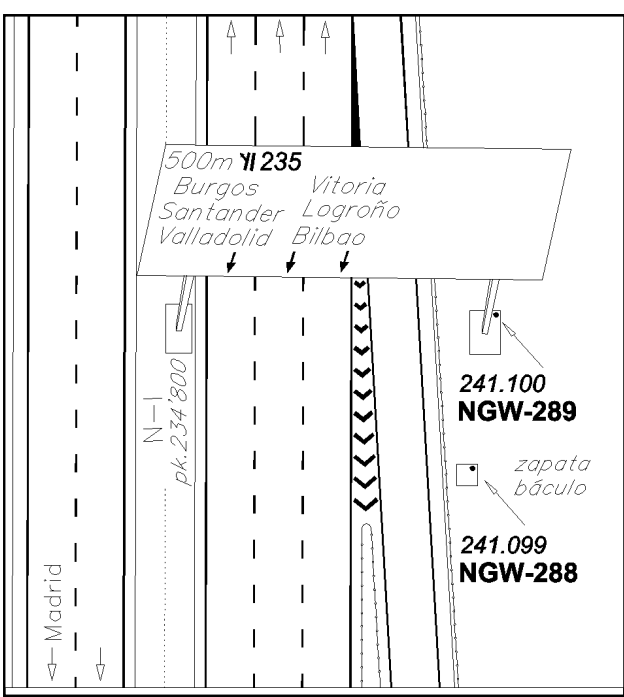 500m 235
Burgos Vitoria
Santander Logroño
Valladolid Bilbao
N-I
pk.234'800
241.100
NGW-289
zapata
báculo
241.099
NGW-288
Madrid